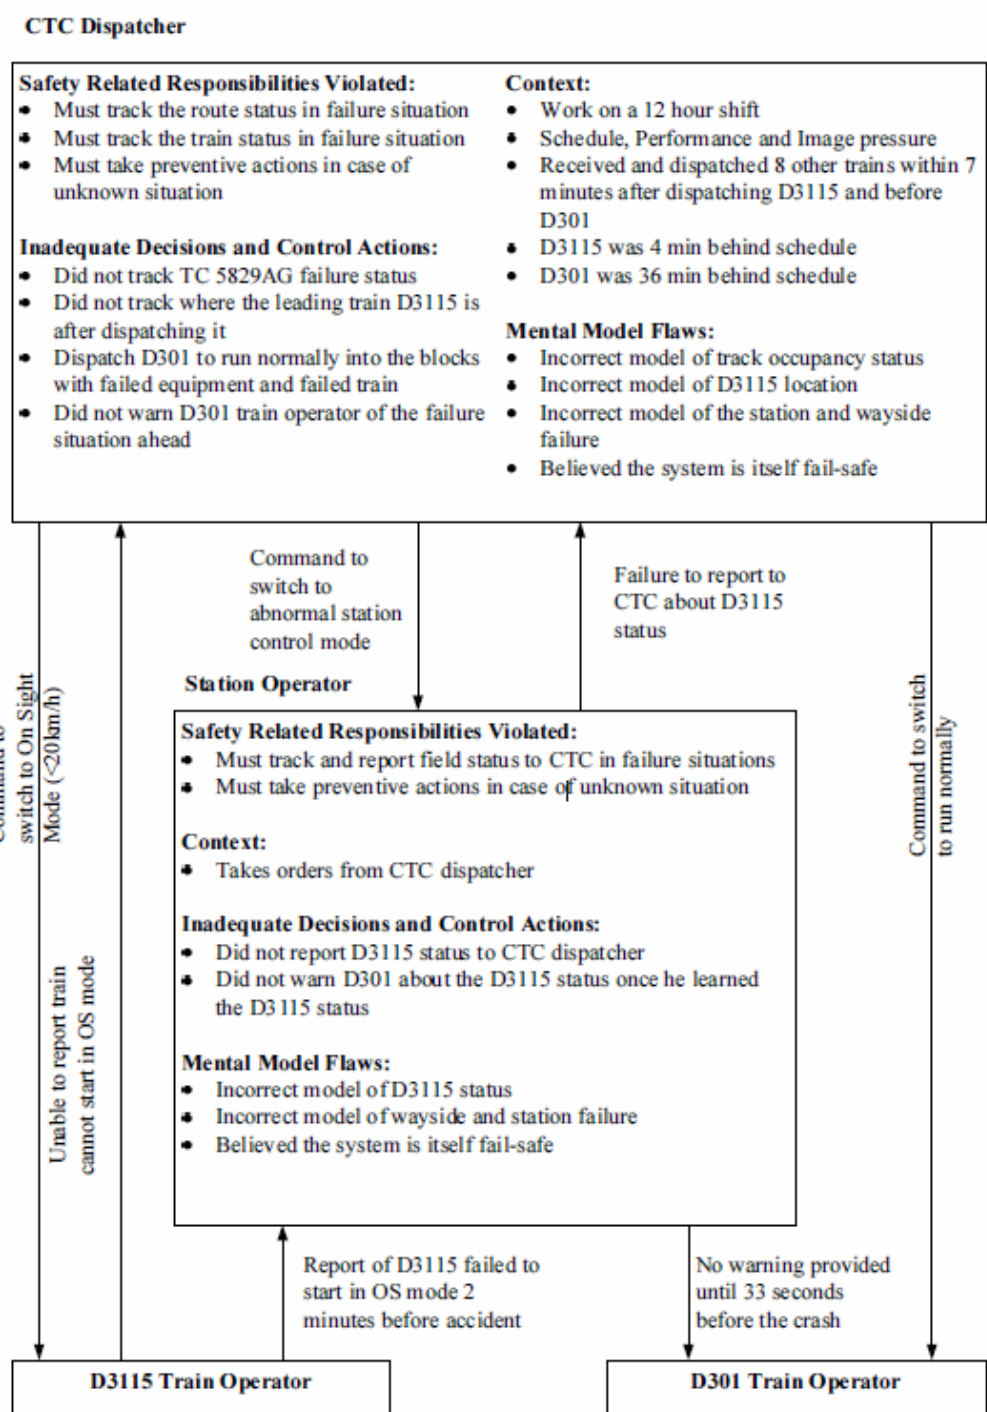 CTC Dispatcher
Safety Related Responsibilities Violated:
• Must track the route status in failure situation
• Must track the train status in failure situation
• Must take preventive actions in case of
unknown situation
Inadequate Decisions and Control Actions:
• Did not track TC 5829AG failure status
• Did not track where the leading train D3115 is
after dispatching it
• Dispatch D301 to run normally into the blocks
with failed equipment and failed train
• Did not warn D301 train operator of the failure
situation ahead
Context:
• Work on a 12 hour shift
• Schedule, Performance and Image pressure
• Received and dispatched 8 other trains within 7
minutes after dispatching D3115 and before
D301
• D3115 was 4 min behind schedule
• D301 was 36 min behind schedule
Mental Model Flaws:
• Incorrect model of track occupancy status
• Incorrect model of D3115 location
• Incorrect model of the station and wayside
failure
• Believed the system is itself fail-safe
Command to
switch to
abnormal station
control mode
Failure to report to
CTC about D3115
status
switch to On Sight
Mode (<20km/h)
Unable to report train
cannot start in OS mode
Command to switch
to run normally
Station Operator
Safety Related Responsibilities Violated:
• Must track and report field status to CTC in failure situations
• Must take preventive actions in case of unknown situation
Context:
• Takes orders from CTC dispatcher
Inadequate Decisions and Control Actions:
• Did not report D3115 status to CTC dispatcher
• Did not warn D301 about the D3115 status once he learned
the D3115 status
Mental Model Flaws:
• Incorrect model of D3115 status
• Incorrect model of wayside and station failure
• Believed the system is itself fail-safe
Report of D3115 failed to
start in OS mode 2
minutes before accident
No warning provided
until 33 seconds
before the crash
D3115 Train Operator
D301 Train Operator